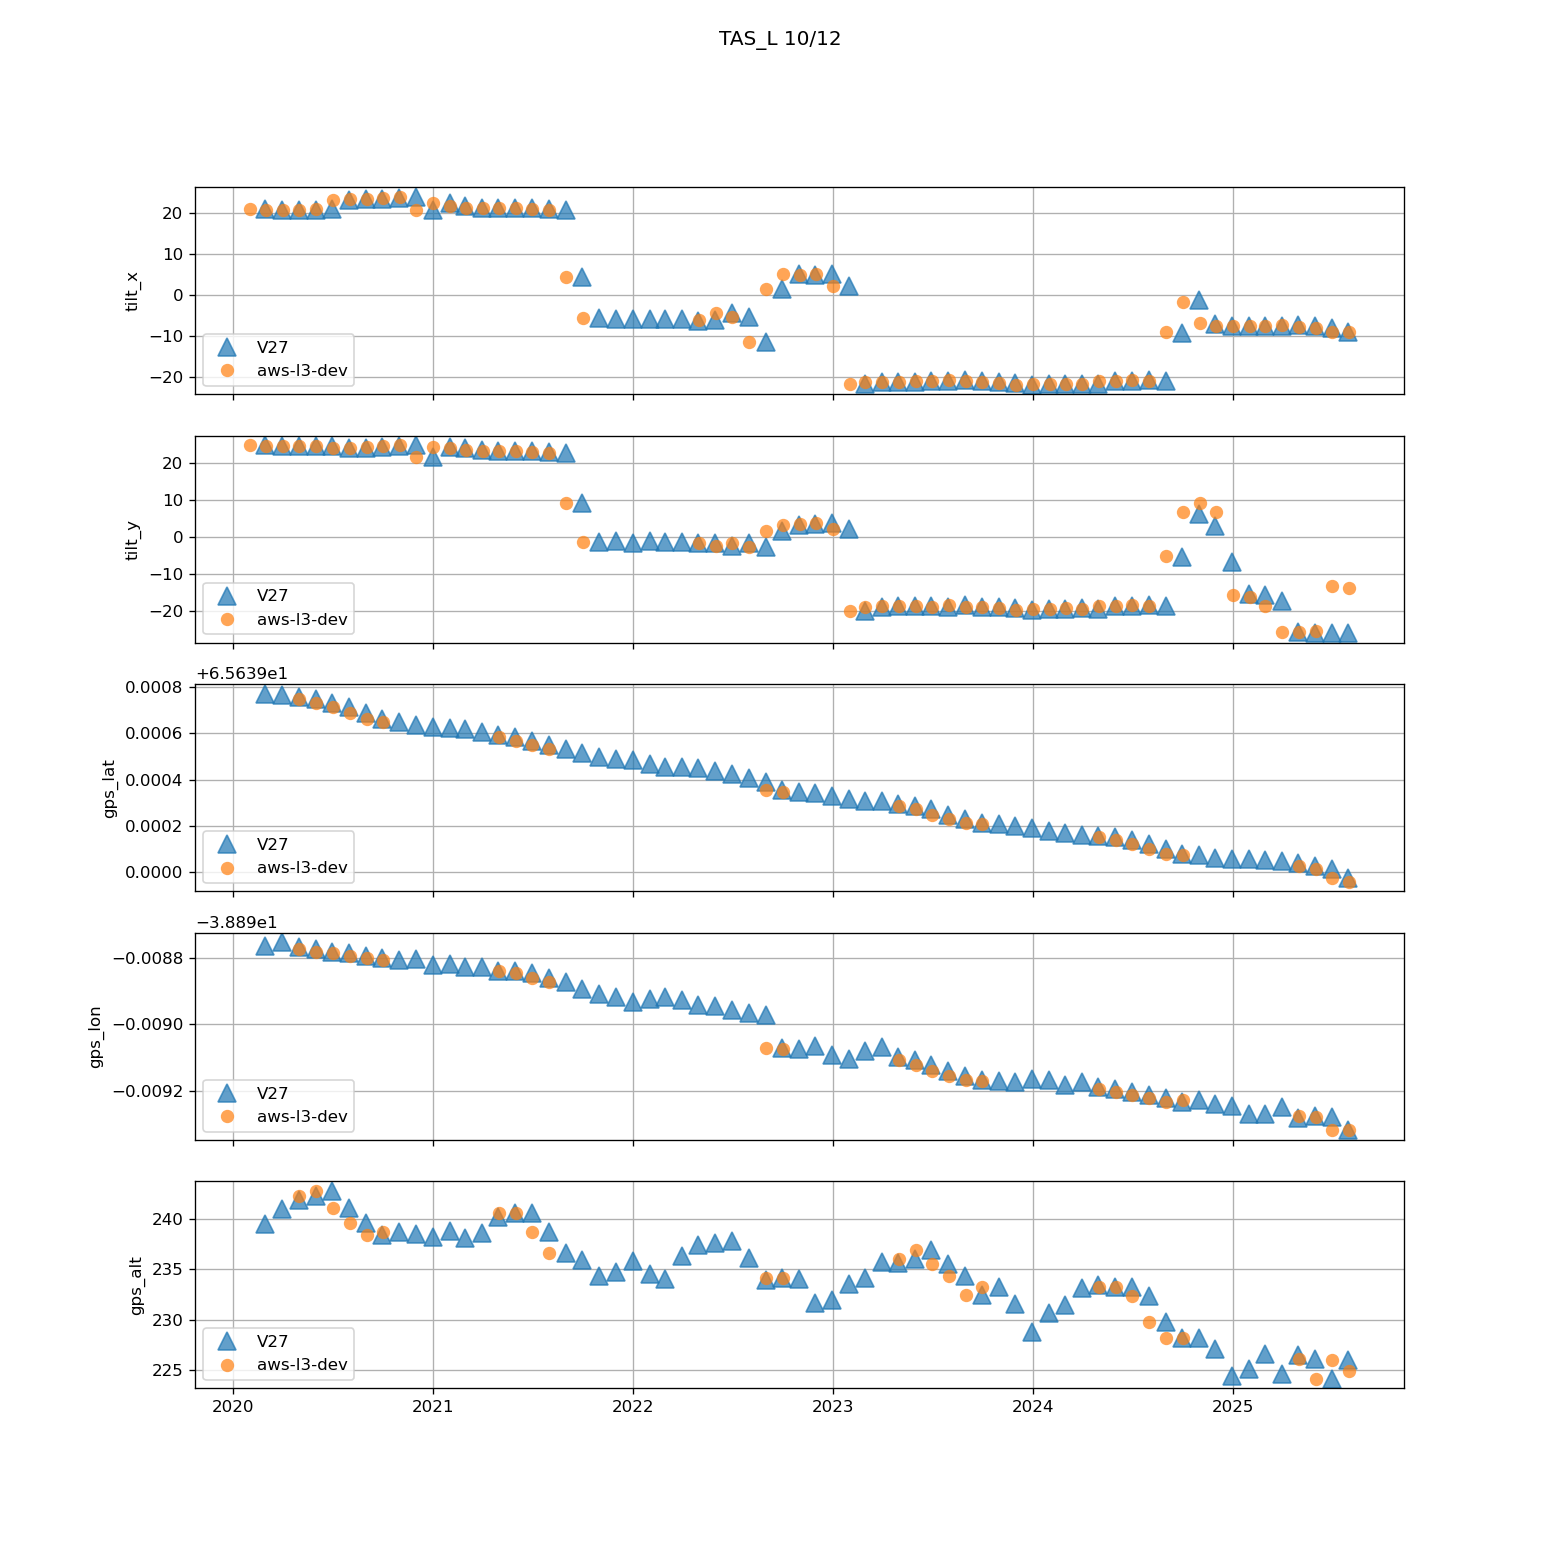 TAS_L 10/12
20
10
0
−10
−20
tilt_x
V27
aws-l3-dev
20
10
0
−10
−20
tilt_y
V27
aws-l3-dev
+6.5639e1
0.0008
0.0006
0.0004
0.0002
0.0000
gps_lat
V27
aws-l3-dev
−3.889e1
−0.0088
−0.0090
−0.0092
gps_lon
V27
aws-l3-dev
240
235
230
225
gps_alt
V27
aws-l3-dev
2020 2021 2022 2023 2024 2025